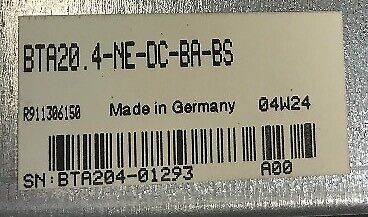 BTA20.4-NE-DC-BA-BS
R911306150 Made in Germany 04W24
SN:BTA204-01293 A00